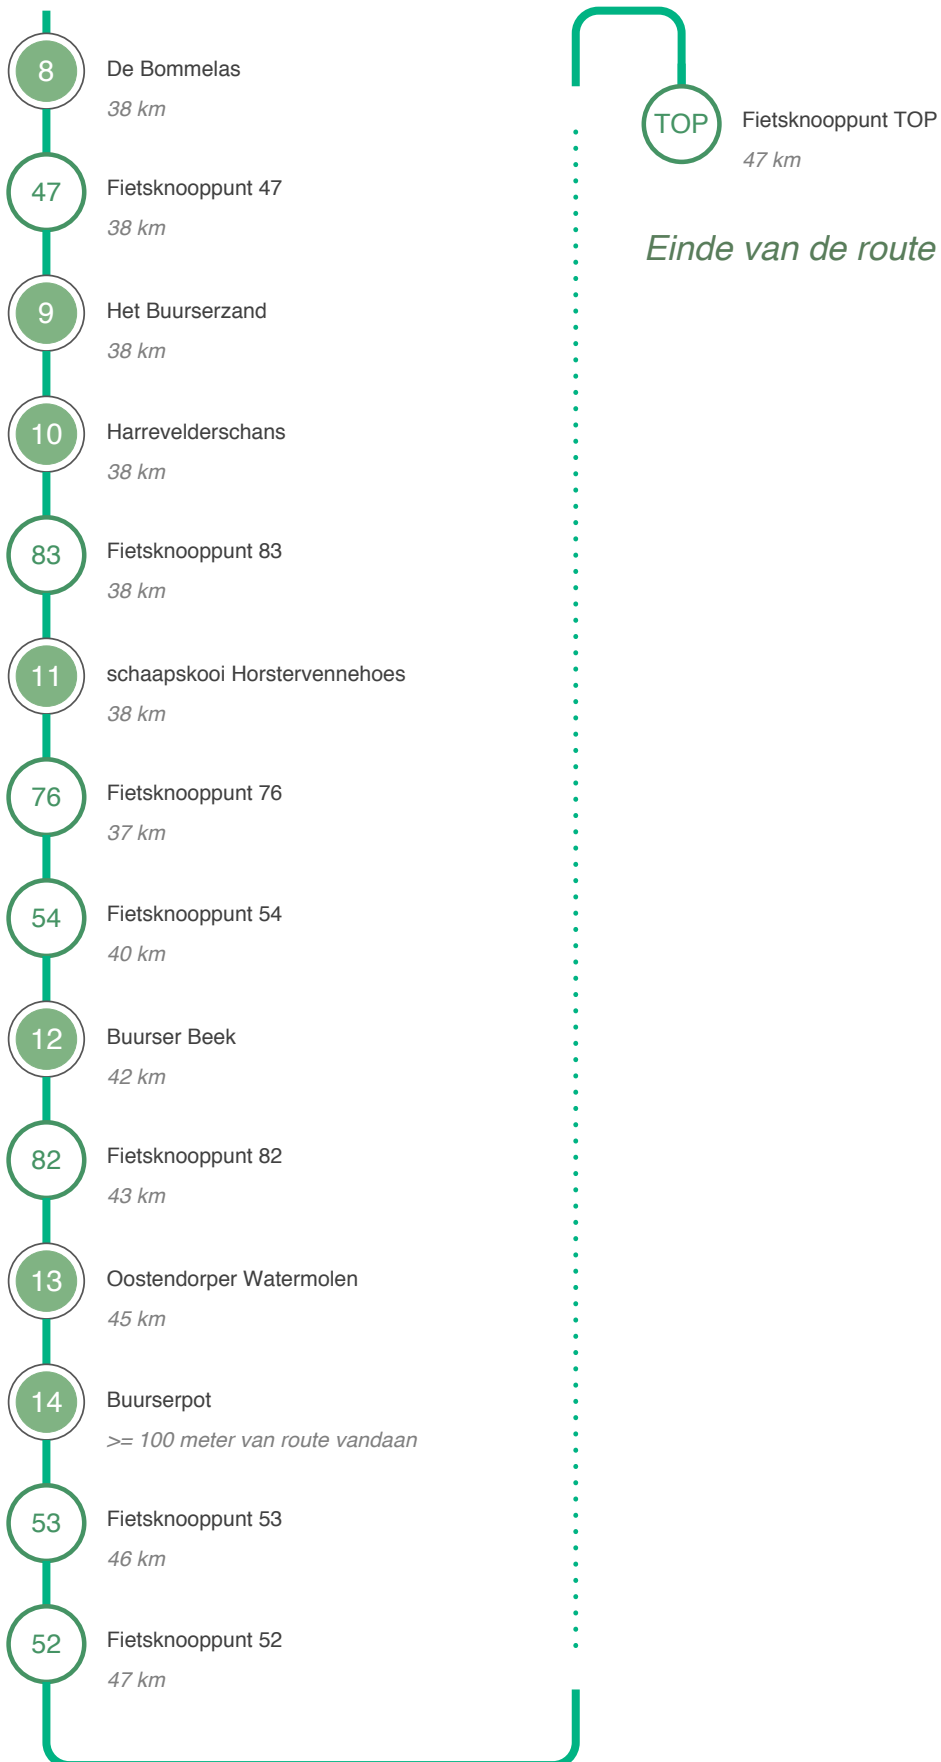 8
De Bommelas
38 km
47
Fietsknooppunt 47
38 km
9
Het Buurserzand
38 km
10
Harrevelderschans
38 km
83
Fietsknooppunt 83
38 km
11
schaapskooi Horstervennehoes
38 km
76
Fietsknooppunt 76
37 km
54
Fietsknooppunt 54
40 km
12
Buurser Beek
42 km
82
Fietsknooppunt 82
43 km
13
Oostendorper Watermolen
45 km
14
Buurserpot
>= 100 meter van route vandaan
53
Fietsknooppunt 53
46 km
52
Fietsknooppunt 52
47 km
TOP
Fietsknooppunt TOP
47 km
Einde van de route